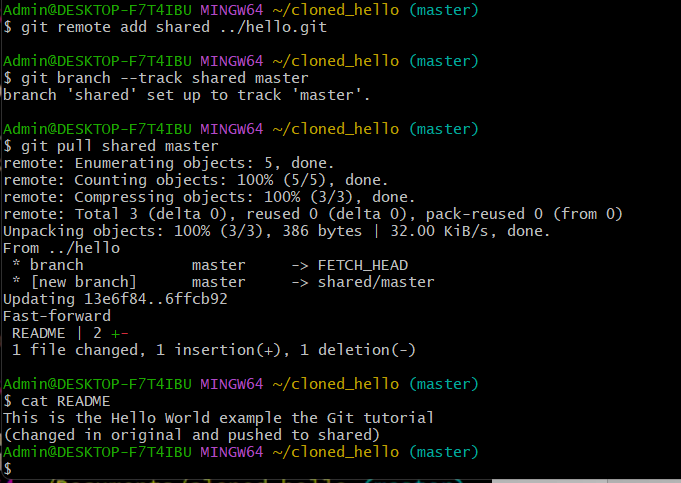 Admin@DESKTOP-F7T4IBU MINGW64 ~/cloned_hello (master)
$ git remote add shared ../hello.git
Admin@DESKTOP-F7T4IBU MINGW64 ~/cloned_hello (master)
$ git branch --track shared master
branch 'shared' set up to track 'master'.
Admin@DESKTOP-F7T4IBU MINGW64 ~/cloned_hello (master)
$ git pull shared master
remote: Enumerating objects: 5, done.
remote: Counting objects: 100% (5/5), done.
remote: Compressing objects: 100% (3/3), done.
remote: Total 3 (delta 0), reused 0 (delta 0), pack-reused 0 (from 0)
Unpacking objects: 100% (3/3), 386 bytes | 32.00 KiB/s, done.
From ../hello
 * branch            master     -> FETCH_HEAD
 * [new branch]      master     -> shared/master
Updating 13e6f84..6ffcb92
Fast-forward
 README | 2 +-
 1 file changed, 1 insertion(+), 1 deletion(-)
Admin@DESKTOP-F7T4IBU MINGW64 ~/cloned_hello (master)
$ cat README
This is the Hello World example the Git tutorial
(changed in original and pushed to shared)
Admin@DESKTOP-F7T4IBU MINGW64 ~/cloned_hello (master)
$